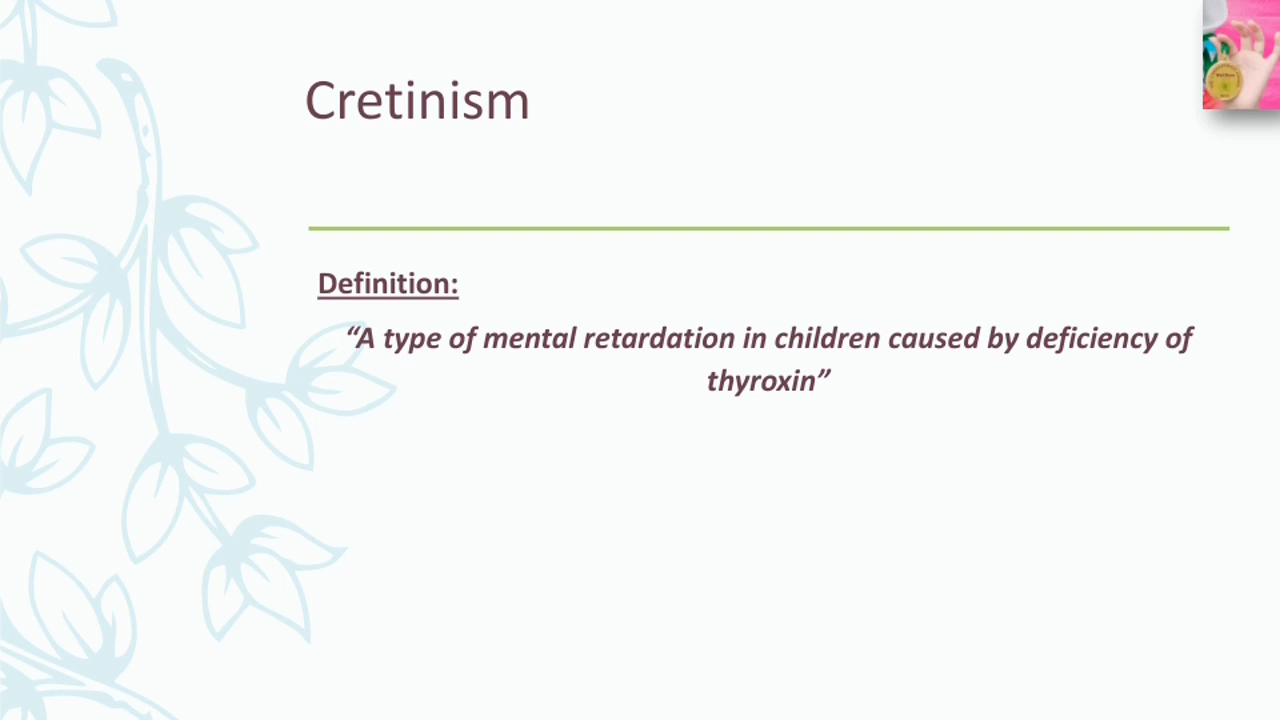 Cretinism
Definition:
“A type of mental retardation in children caused by deficiency of
thyroxin”